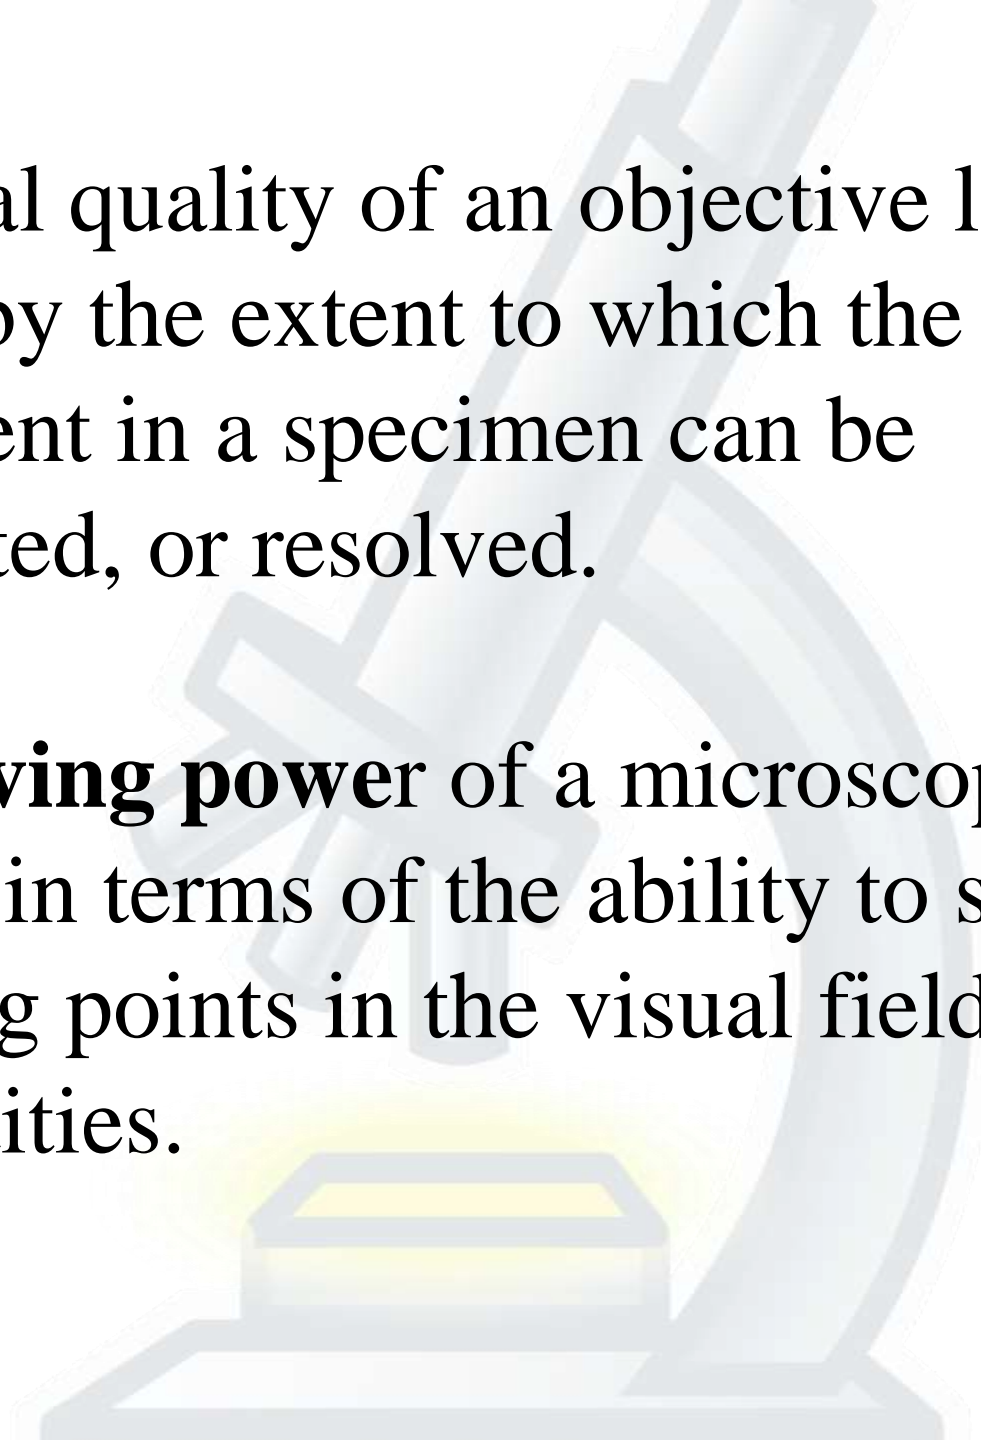 al quality of an objective l
by the extent to which the
ent in a specimen can be
ted, or resolved.
ving power of a microscop
in terms of the ability to s
g points in the visual field
ities.